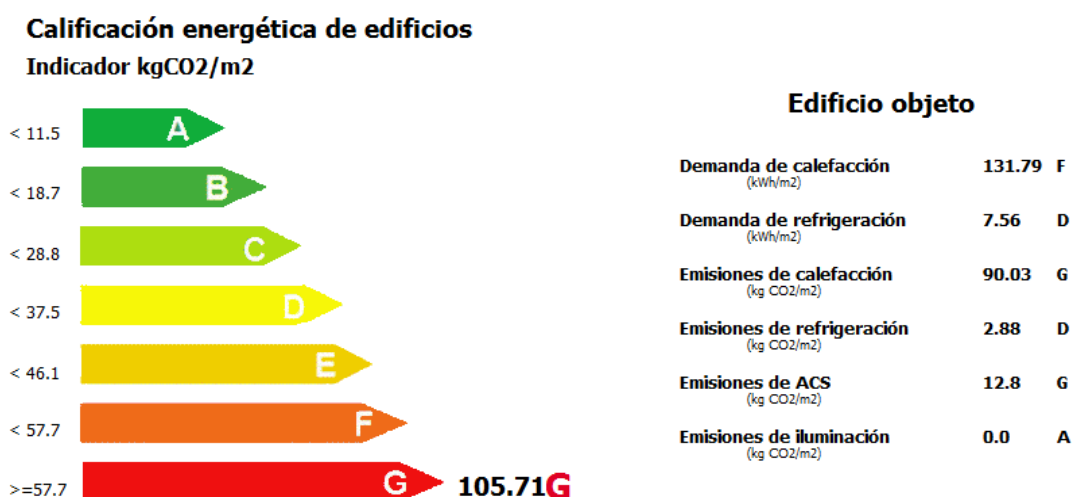 Calificación energética de edificios
Indicador kgCO2/m2
< 11.5 A
< 18.7 B
< 28.8 C
< 37.5 D
< 46.1 E
< 57.7 F
>=57.7 G 105.71G
Edificio objeto
Demanda de calefacción 131.79 F
(kWh/m2)
Demanda de refrigeración 7.56 D
(kWh/m2)
Emisiones de calefacción 90.03 G
(kg CO2/m2)
Emisiones de refrigeración 2.88 D
(kg CO2/m2)
Emisiones de ACS 12.8 G
(kg CO2/m2)
Emisiones de iluminación 0.0 A
(kg CO2/m2)